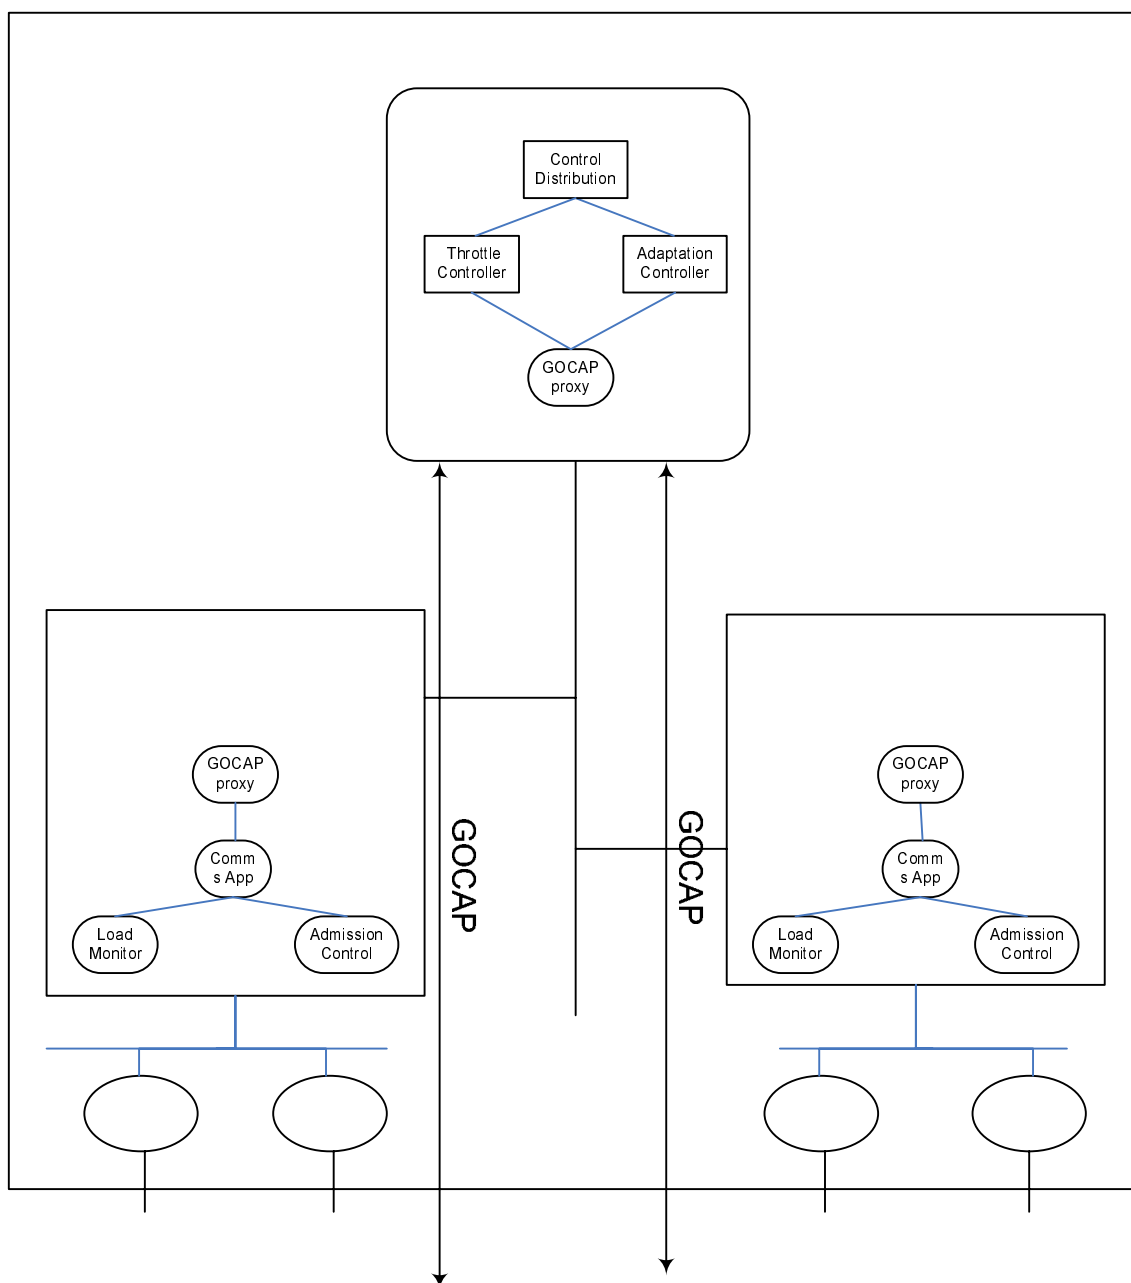 Control
Distribution
Throttle
Controller
Adaptation
Controller
GOCAP
proxy
GOCAP
proxy
Comm
s App
Load
Monitor
Admission
Control
GOCAP
GOCAP
GOCAP
proxy
Comm
s App
Load
Monitor
Admission
Control